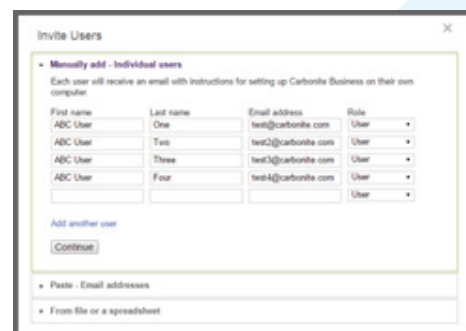 Invite Users
Manually add - Individual users
Each user will receive an email with instructions for setting up Carbonite Business on their own
computer.
First name Last name Email address Role
ABC User One test@carbonite.com User
ABC User Two test2@carbonite.com User
ABC User Three test3@carbonite.com User
ABC User Four test4@carbonite.com User
User
Add another user
Continue
Paste - Email addresses
From file or a spreadsheet